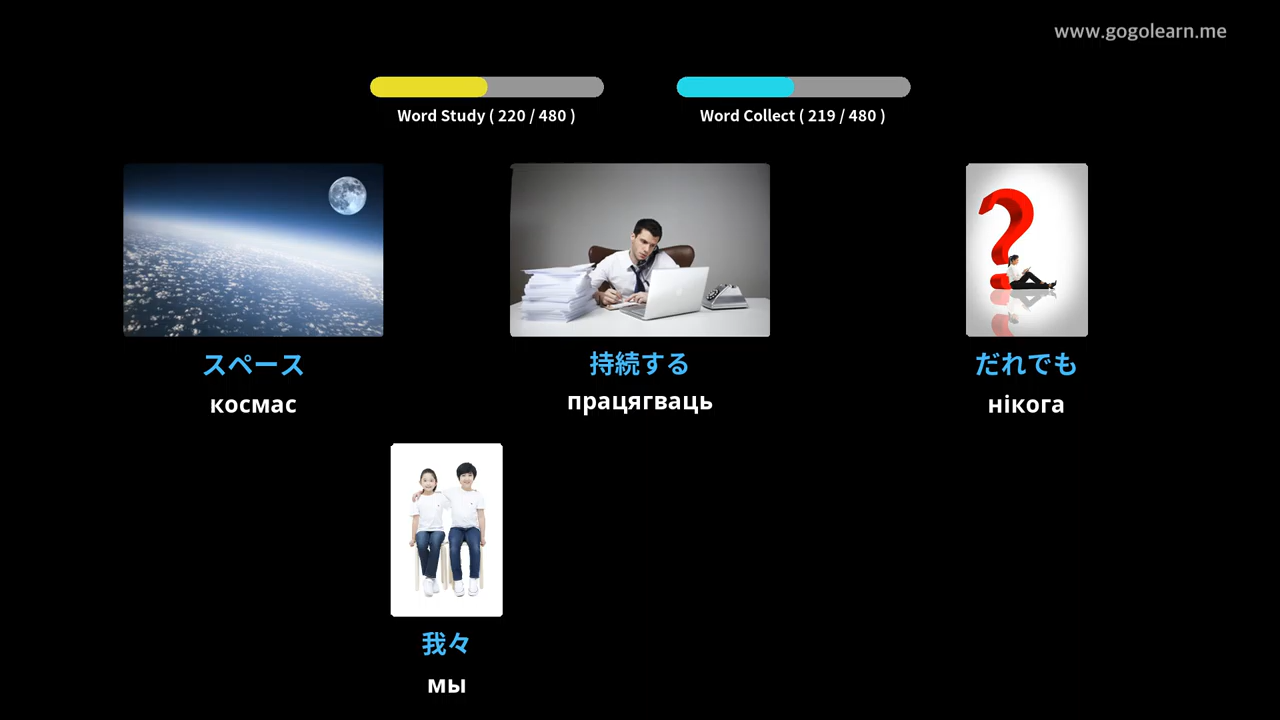 www.gogolearn.me
Word Study ( 220 / 480 )
Word Collect ( 219 / 480 )
スペース
космас
持続する
працягваць
だれでも
нікога
我々
мы